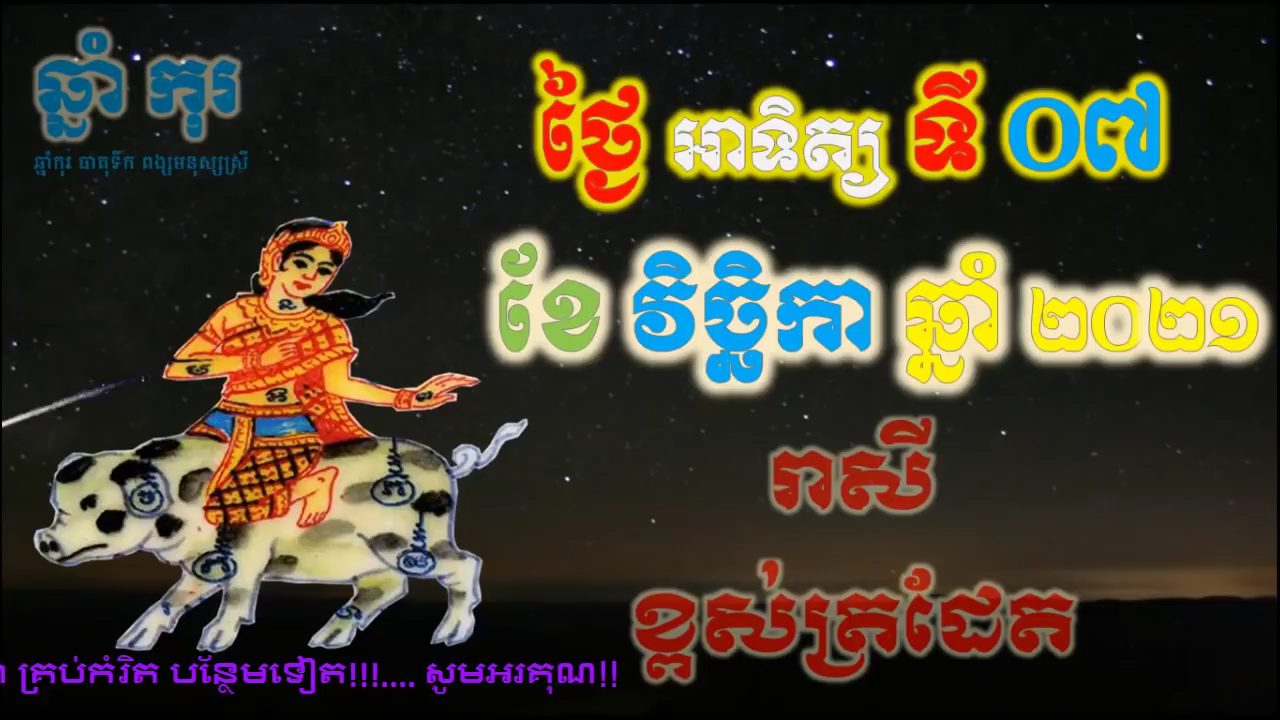 ឆ្នាំ កុរ
ឆ្នាំកុរ ធាតុទឹក ពង្សមនុស្សស្រី
ថ្ងៃ អាទិត្យ ទី ០៧
ខែ វិច្ឆិកា ឆ្នាំ ២០២១
រាសី
ខ្ពស់ត្រដែត
គ្រប់កំរិត បន្ថែមទៀត!!!.... សូមអរគុណ!!